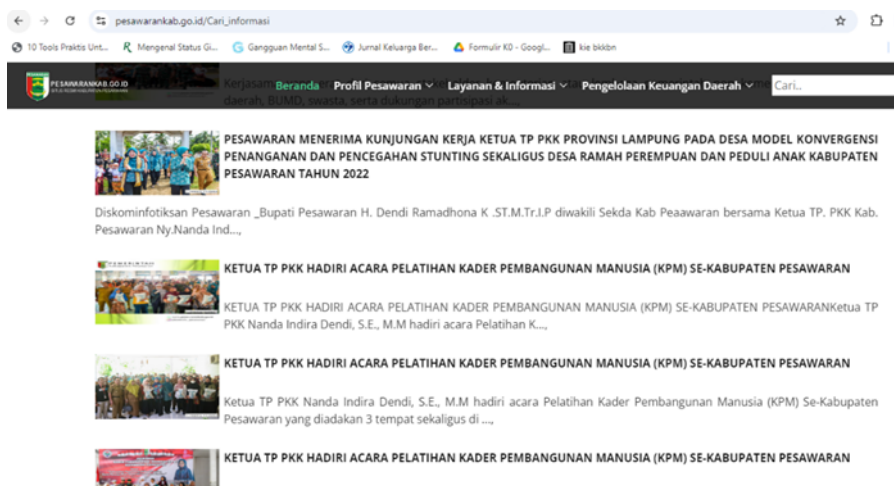 pesawarankab.go.id/Cari_informasi
10 Tools Praktis Unt... Mengenal Status Gi... Gangguan Mental S... Jurnal Keluarga Ber... Formulir K0 - Googl... kie bkkbn
PESAWARANKAB.GO.ID Beranda Profil Pesawaran Layanan & Informasi Pengelolaan Keuangan Daerah Cari..
daerah, BUMD, swasta, serta dukungan partisipasi ak...,
PESAWARAN MENERIMA KUNJUNGAN KERJA KETUA TP PKK PROVINSI LAMPUNG PADA DESA MODEL KONVERGENSI
PENANGANAN DAN PENCEGAHAN STUNTING SEKALIGUS DESA RAMAH PEREMPUAN DAN PEDULI ANAK KABUPATEN
PESAWARAN TAHUN 2022
Diskominfotiksan Pesawaran _Bupati Pesawaran H. Dendi Ramadhona K .ST.M.Tr.I.P diwakili Sekda Kab Peaawaran bersama Ketua TP. PKK Kab.
Pesawaran Ny.Nanda Ind...,
KETUA TP PKK HADIRI ACARA PELATIHAN KADER PEMBANGUNAN MANUSIA (KPM) SE-KABUPATEN PESAWARAN
KETUA TP PKK HADIRI ACARA PELATIHAN KADER PEMBANGUNAN MANUSIA (KPM) SE-KABUPATEN PESAWARANKetua TP
PKK Nanda Indira Dendi, S.E., M.M hadiri acara Pelatihan K...,
KETUA TP PKK HADIRI ACARA PELATIHAN KADER PEMBANGUNAN MANUSIA (KPM) SE-KABUPATEN PESAWARAN
Ketua TP PKK Nanda Indira Dendi, S.E., M.M hadiri acara Pelatihan Kader Pembangunan Manusia (KPM) Se-Kabupaten
Pesawaran yang diadakan 3 tempat sekaligus di ...,
KETUA TP PKK HADIRI ACARA PELATIHAN KADER PEMBANGUNAN MANUSIA (KPM) SE-KABUPATEN PESAWARAN